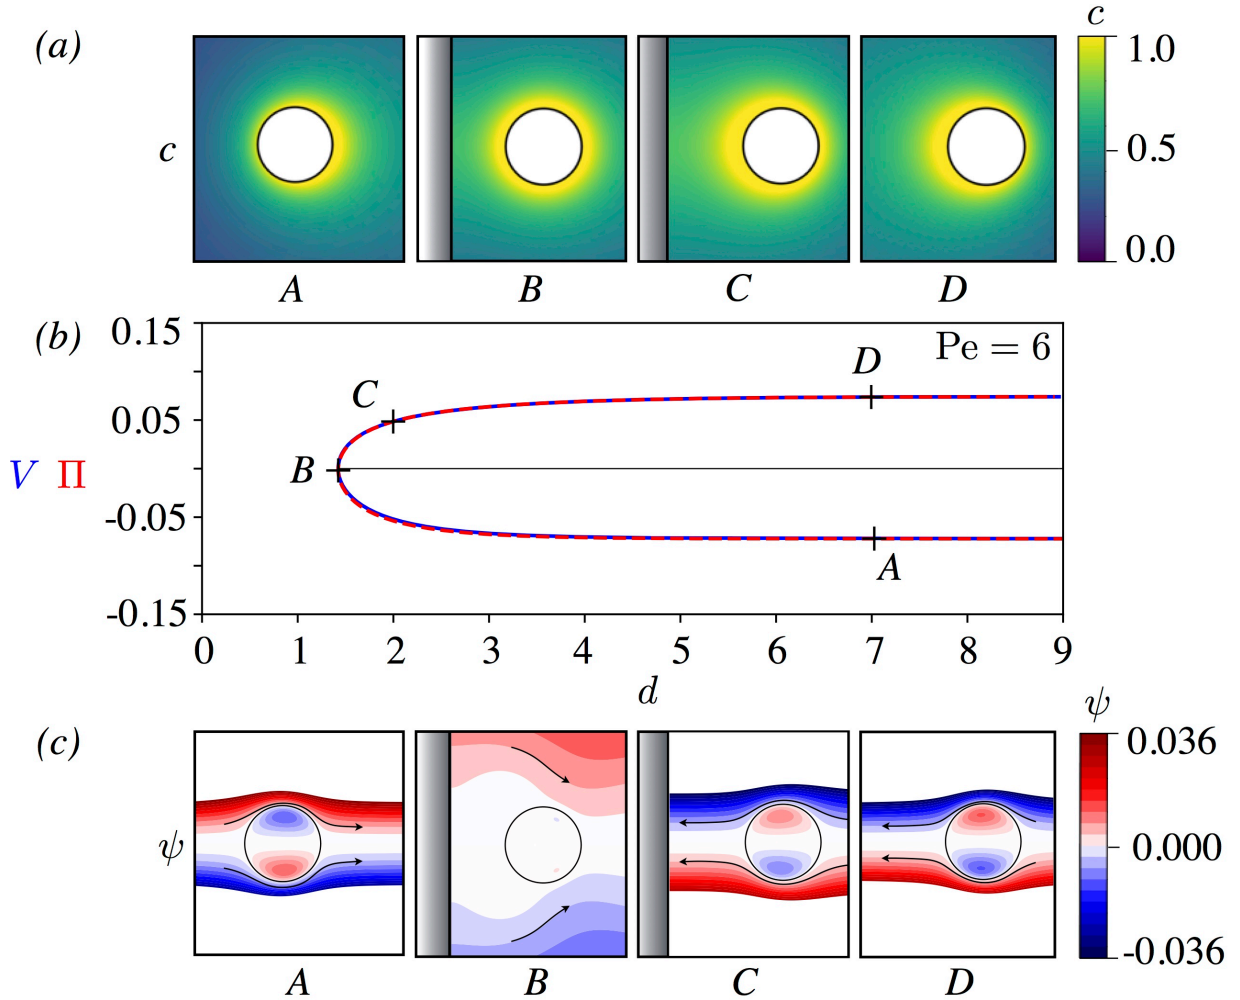 (a)
c
c
1.0
0.5
0.0
A B C D
(b)
0.15
0.05
-0.05
-0.15
V Π
Pe = 6
A
B
C
D
0 1 2 3 4 5 6 7 8 9
d
(c)
ψ
ψ
0.036
0.000
-0.036
A B C D